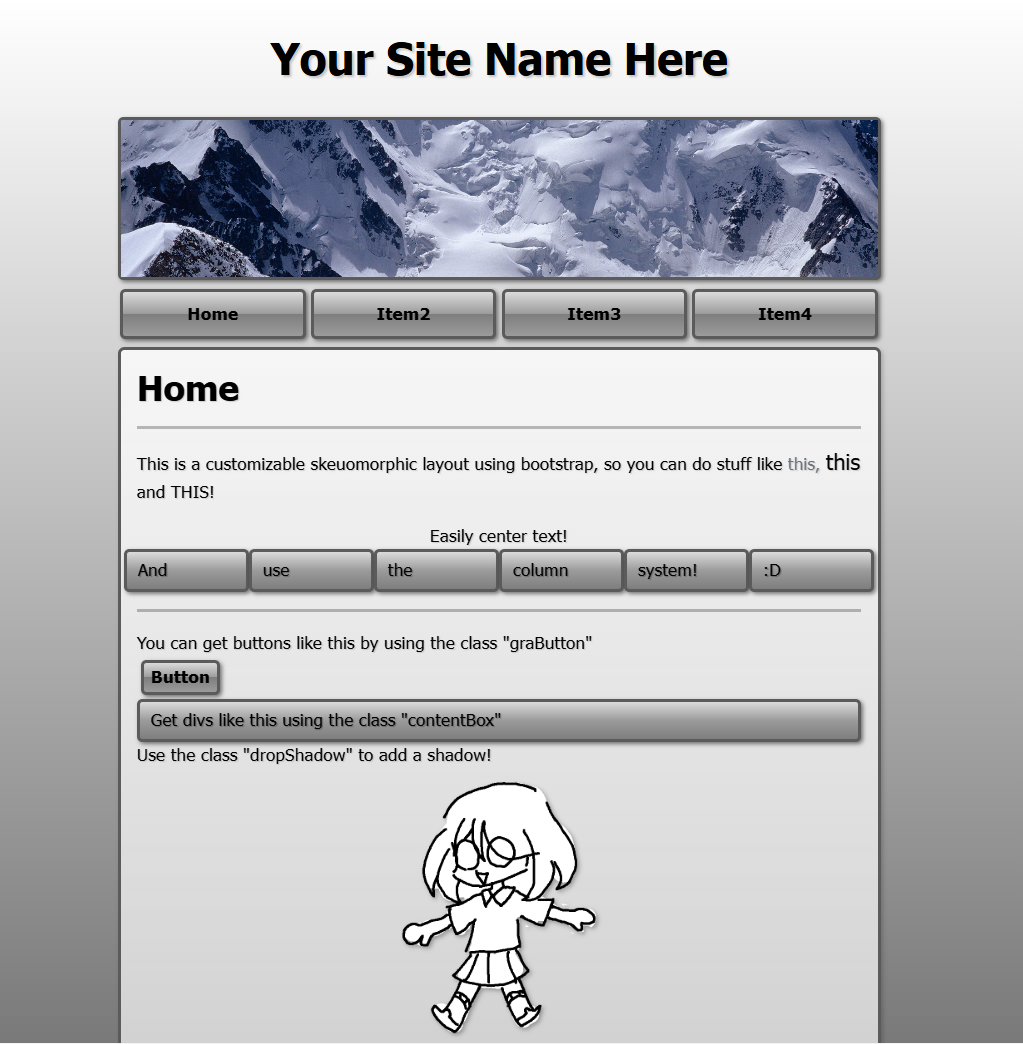 Your Site Name Here
Home Item2 Item3 Item4
Home
This is a customizable skeuomorphic layout using bootstrap, so you can do stuff like this, this
and THIS!
Easily center text!
And use the column system! :D
You can get buttons like this by using the class "graButton"
Button
Get divs like this using the class "contentBox"
Use the class "dropShadow" to add a shadow!